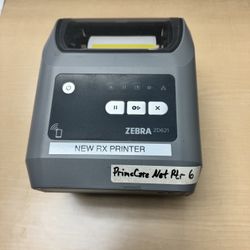 ZEBRA ZD621
NEW RX PRINTER
PrimeCare Net Ptr 6